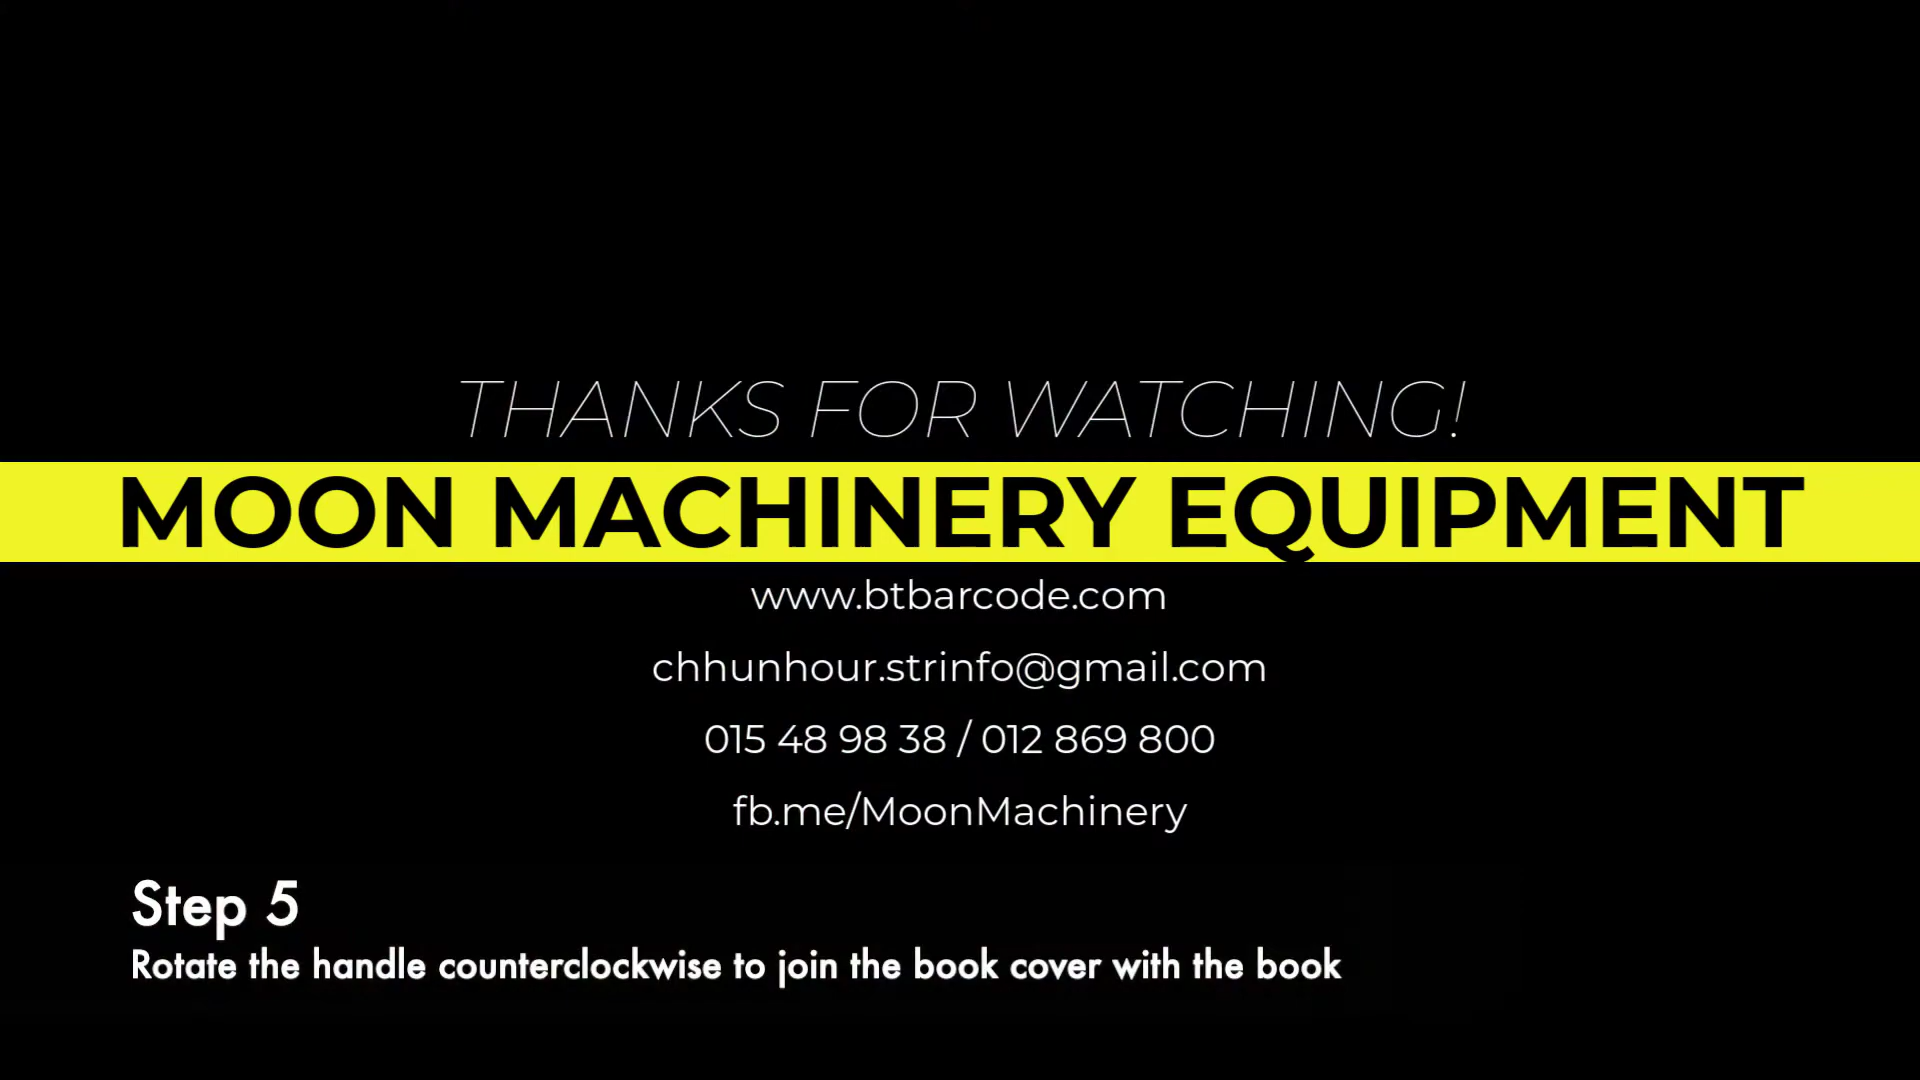 THANKS FOR WATCHING!
MOON MACHINERY EQUIPMENT
www.btbarcode.com
chhunhour.strinfo@gmail.com
015 48 98 38 / 012 869 800
fb.me/MoonMachinery
Step 5
Rotate the handle counterclockwise to join the book cover with the book